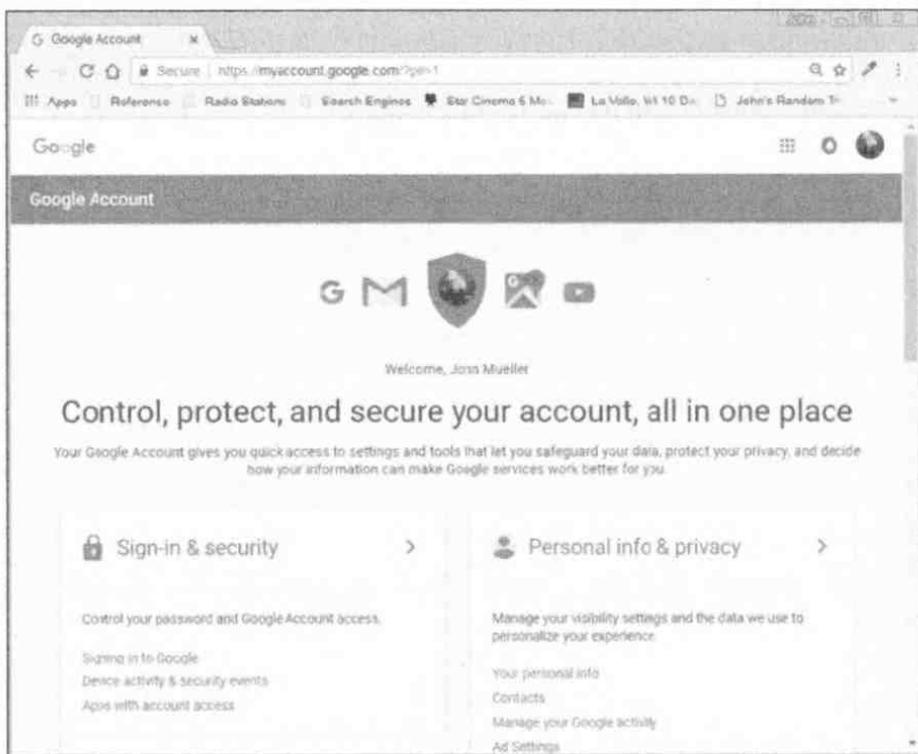 Google Account
Secure https://myaccount.google.com/?pli=1
Apps Reference Radio Stations Search Engines Star Cinema 6 Mo John's Random
Google
Google Account
G
Welcome, John Mueller
Control, protect, and secure your account, all in one place
Your Google Account gives you quick access to settings and tools that let you safeguard your data, protect your privacy, and decide
how your information can make Google services work better for you.
Sign-in & security
Personal info & privacy
Control your password and Google Account access.
Signing in to Google
Device activity & security events
Apps with account access
Manage your visibility settings and the data we use to
personalize your experience
Your personal info
Contacts
Manage your Google activity
Ad Settings